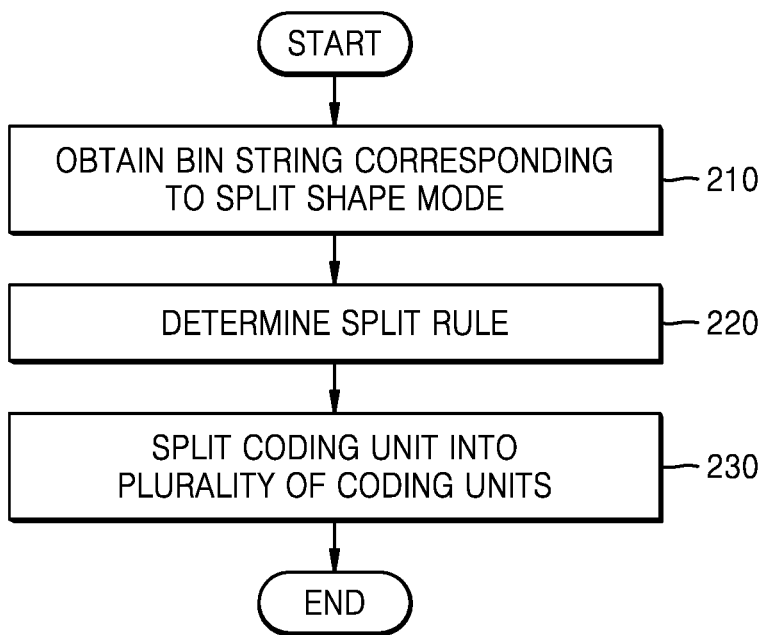 START
OBTAIN BIN STRING CORRESPONDING
TO SPLIT SHAPE MODE
210
DETERMINE SPLIT RULE
220
SPLIT CODING UNIT INTO
PLURALITY OF CODING UNITS
230
END